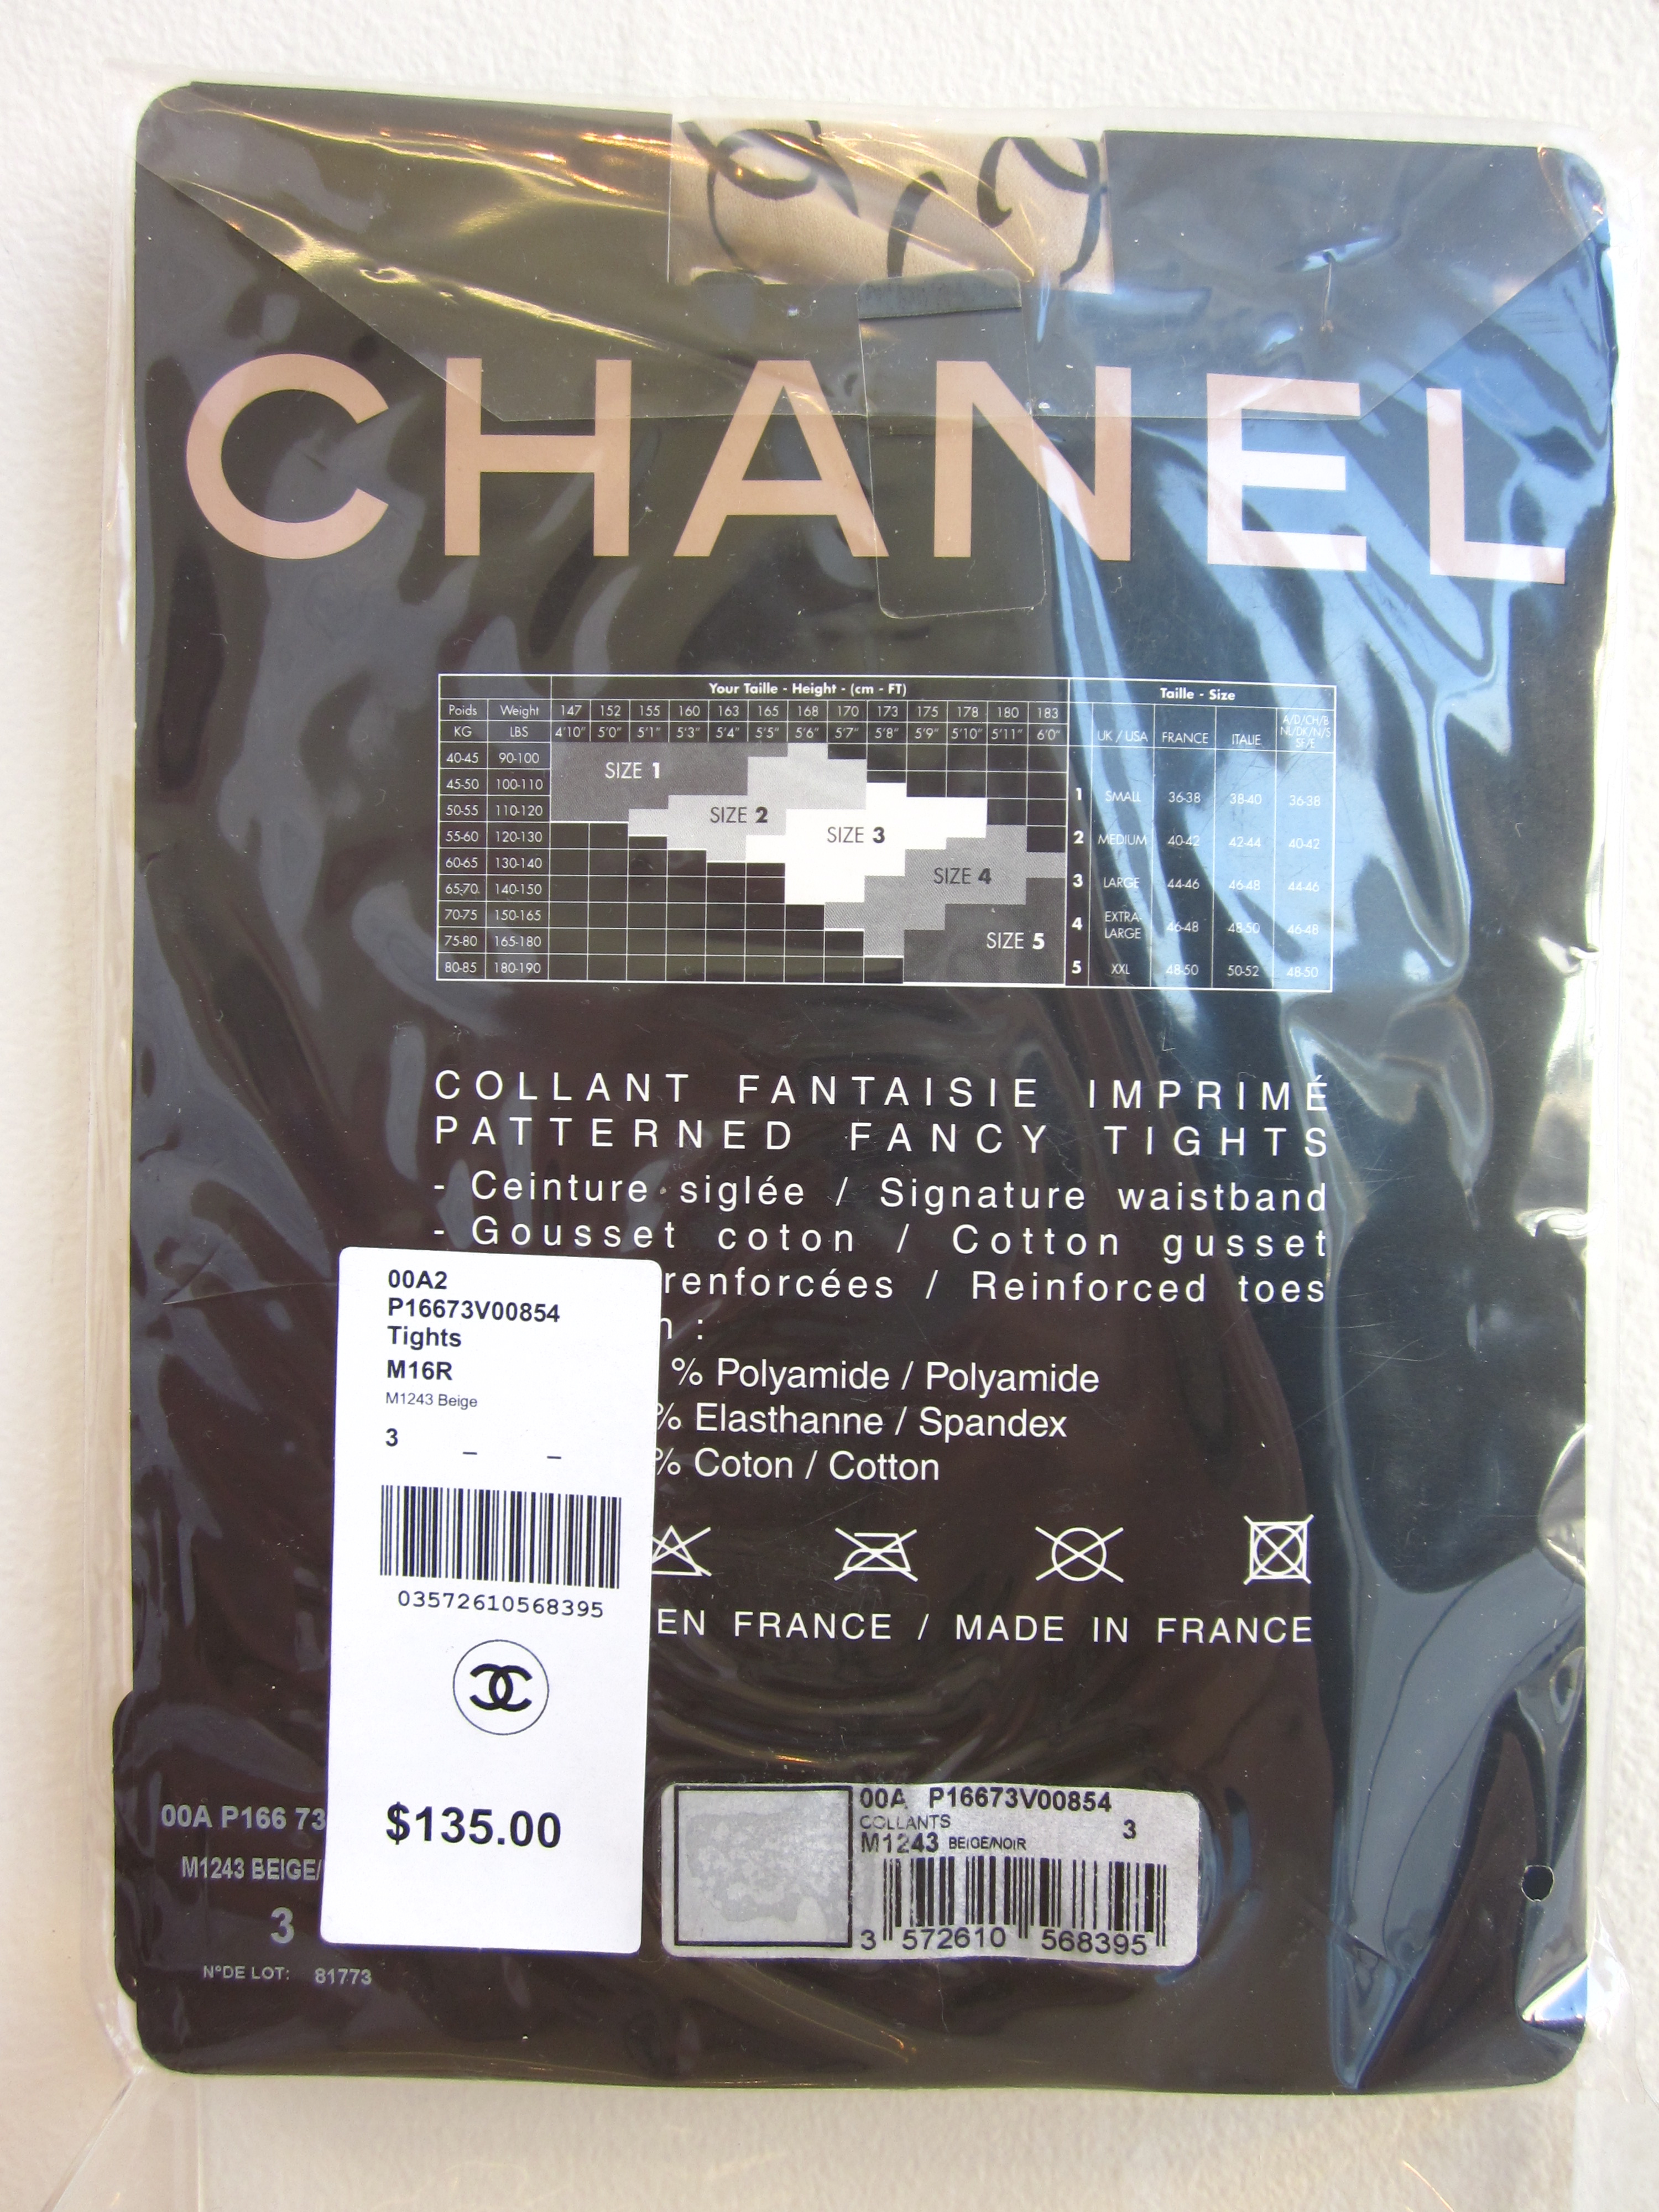 CHANEL
Your Taille - Height - (cm - FT) Taille - Size
Poids Weight 147 152 155 160 163 165 168 170 173 175 178 180 183
KG LBS 4'10" 5'0" 5'1" 5'3" 5'4" 5'5" 5'6" 5'7" 5'8" 5'9" 5'10" 5'11" 6'0" UK / USA FRANCE ITALIE A/D/CH/B
NL/DK/N/S
SF/E
40-45 90-100
SIZE 1
45-50 100-110
1 SMALL 36-38 38-40 36-38
50-55 110-120
SIZE 2
55-60 120-130
SIZE 3
2 MEDIUM 40-42 42-44 40-42
60-65 130-140
SIZE 4
3 LARGE 44-46 46-48 44-46
65-70 140-150
70-75 150-165
4 EXTRA-LARGE 46-48 48-50 46-48
75-80 165-180
SIZE 5
80-85 180-190
5 XXL 48-50 50-52 48-50
COLLANT FANTAISIE IMPRIMÉ
PATTERNED FANCY TIGHTS
- Ceinture siglée / Signature waistband
- Gousset coton / Cotton gusset
renforcées / Reinforced toes
n :
% Polyamide / Polyamide
% Elasthanne / Spandex
% Coton / Cotton
EN FRANCE / MADE IN FRANCE
00A2
P16673V00854
Tights
M16R
M1243 Beige
3 – –
03572610568395
$135.00
00A P166 73
M1243 BEIGE/
3
N°DE LOT: 81773
00A P16673V00854
COLLANTS 3
M1243 BEIGE/NOIR
3 572610 568395